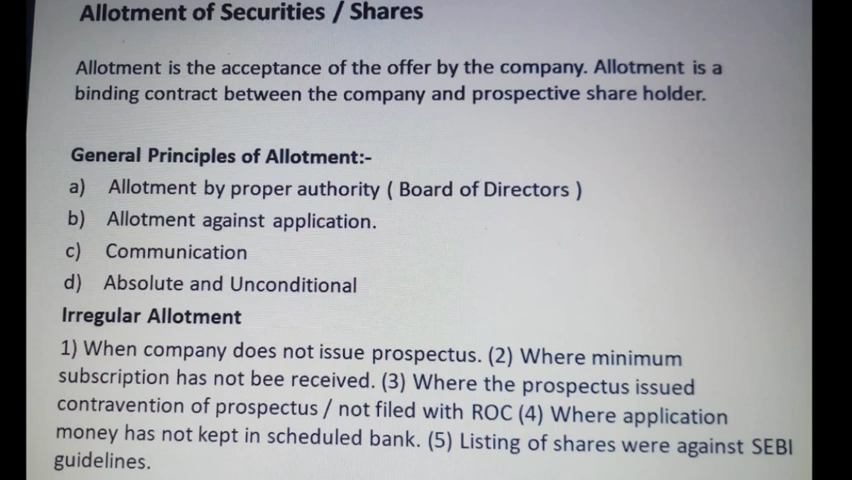 Allotment of Securities / Shares
Allotment is the acceptance of the offer by the company. Allotment is a
binding contract between the company and prospective share holder.
General Principles of Allotment:-
a) Allotment by proper authority ( Board of Directors )
b) Allotment against application.
c) Communication
d) Absolute and Unconditional
Irregular Allotment
1) When company does not issue prospectus. (2) Where minimum
subscription has not bee received. (3) Where the prospectus issued
contravention of prospectus / not filed with ROC (4) Where application
money has not kept in scheduled bank. (5) Listing of shares were against SEBI
guidelines.